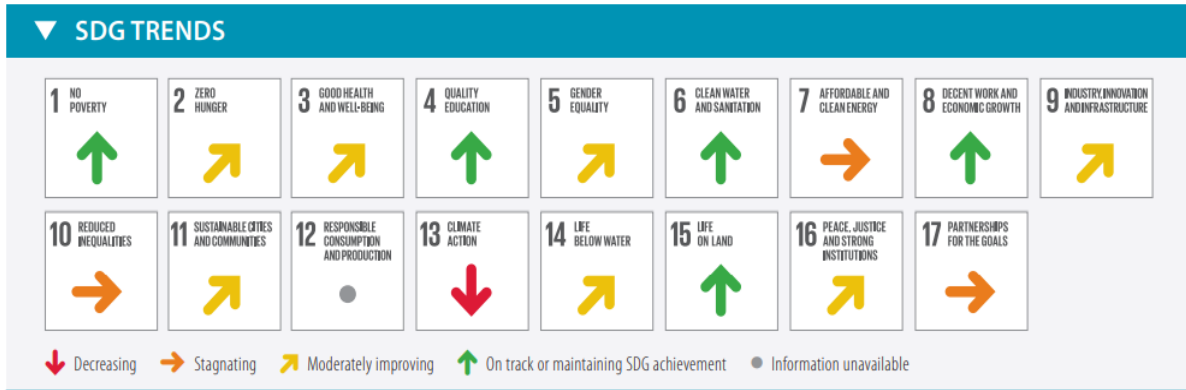 SDG TRENDS
1 NO
POVERTY
2 ZERO
HUNGER
3 GOOD HEALTH
AND WELL-BEING
4 QUALITY
EDUCATION
5 GENDER
EQUALITY
6 CLEAN WATER
AND SANITATION
7 AFFORDABLE AND
CLEAN ENERGY
8 DECENT WORK AND
ECONOMIC GROWTH
9 INDUSTRY, INNOVATION
AND INFRASTRUCTURE
10 REDUCED
INEQUALITIES
11 SUSTAINABLE CITIES
AND COMMUNITIES
12 RESPONSIBLE
CONSUMPTION
AND PRODUCTION
13 CLIMATE
ACTION
14 LIFE
BELOW WATER
15 LIFE
ON LAND
16 PEACE, JUSTICE
AND STRONG
INSTITUTIONS
17 PARTNERSHIPS
FOR THE GOALS
Decreasing Stagnating Moderately improving On track or maintaining SDG achievement Information unavailable